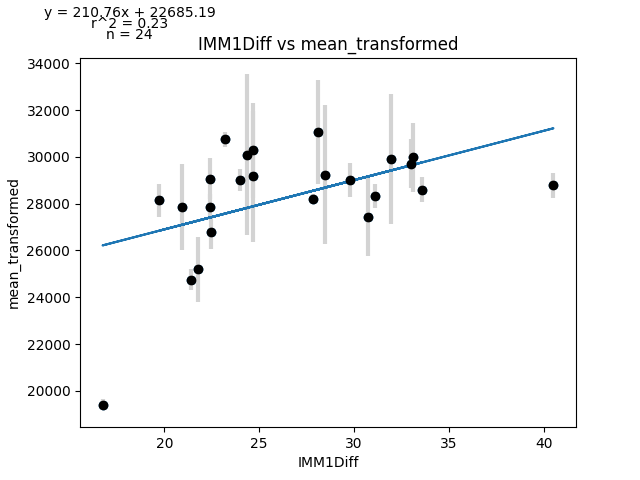 y = 210.76x + 22685.19
r^2 = 0.23
n = 24
IMM1Diff vs mean_transformed
34000
32000
30000
28000
26000
24000
22000
20000
mean_transformed
20
25
30
35
40
IMM1Diff